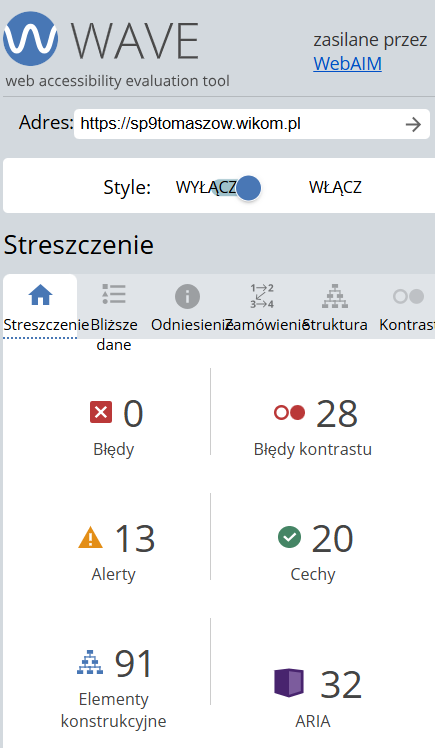 WAVE
web accessibility evaluation tool
zasilane przez
WebAIM
Adres: https://sp9tomaszow.wikom.pl
Style: WYŁĄCZ WŁĄCZ
Streszczenie
Streszczenie Bliższe dane Odniesienie Zamówienie Struktura Kontrast
0
Błędy
28
Błędy kontrastu
13
Alerty
20
Cechy
91
Elementy
konstrukcyjne
32
ARIA